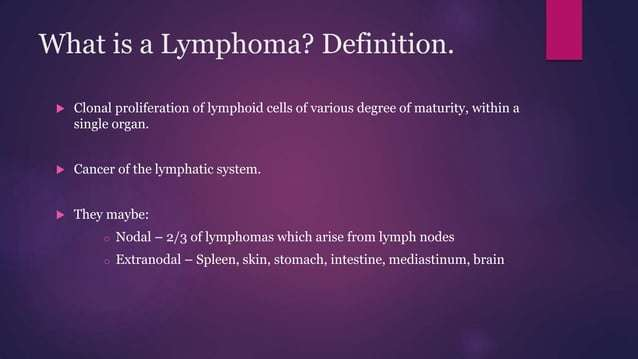 What is a Lymphoma? Definition.
Clonal proliferation of lymphoid cells of various degree of maturity, within a
single organ.
Cancer of the lymphatic system.
They maybe:
Nodal – 2/3 of lymphomas which arise from lymph nodes
Extranodal – Spleen, skin, stomach, intestine, mediastinum, brain